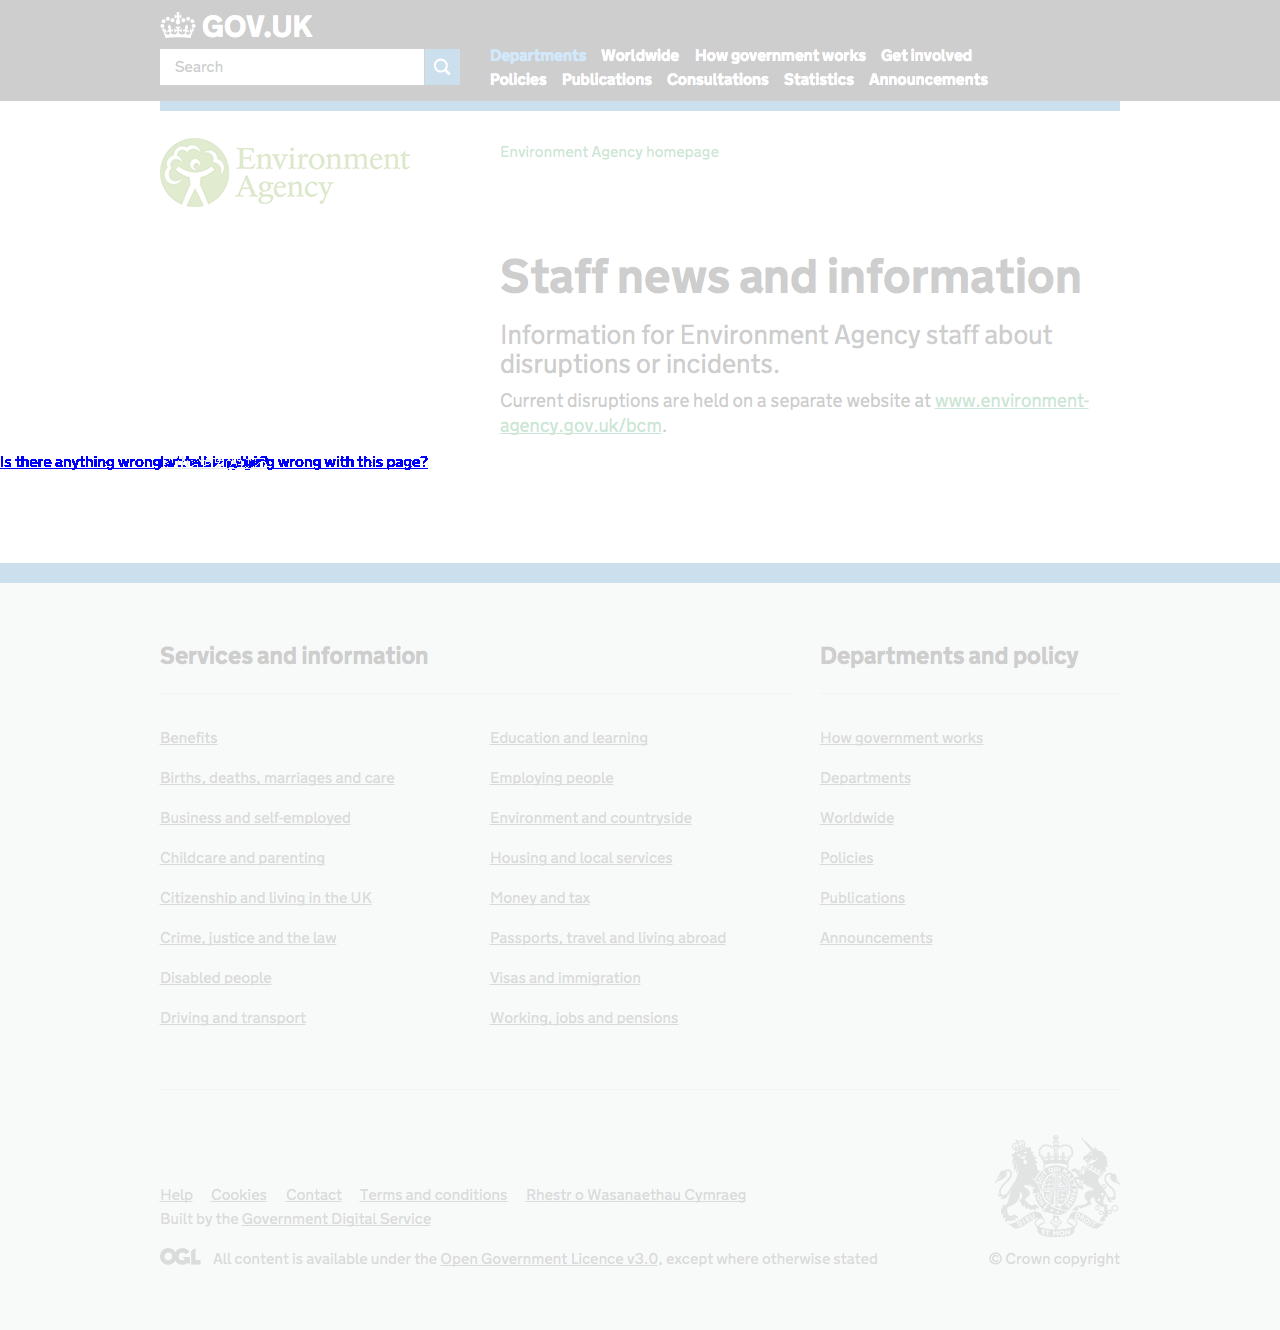 GOV.UK
Search
Departments Worldwide How government works Get involved
Policies Publications Consultations Statistics Announcements
Environment
Agency
Environment Agency homepage
Staff news and information
Information for Environment Agency staff about
disruptions or incidents.
Current disruptions are held on a separate website at www.environment-
agency.gov.uk/bcm.
Is there anything wrong with this page?
Services and information
Departments and policy
Benefits
Births, deaths, marriages and care
Business and self-employed
Childcare and parenting
Citizenship and living in the UK
Crime, justice and the law
Disabled people
Driving and transport
Education and learning
Employing people
Environment and countryside
Housing and local services
Money and tax
Passports, travel and living abroad
Visas and immigration
Working, jobs and pensions
How government works
Departments
Worldwide
Policies
Publications
Announcements
Help Cookies Contact Terms and conditions Rhestr o Wasanaethau Cymraeg
Built by the Government Digital Service
OGL All content is available under the Open Government Licence v3.0, except where otherwise stated
© Crown copyright